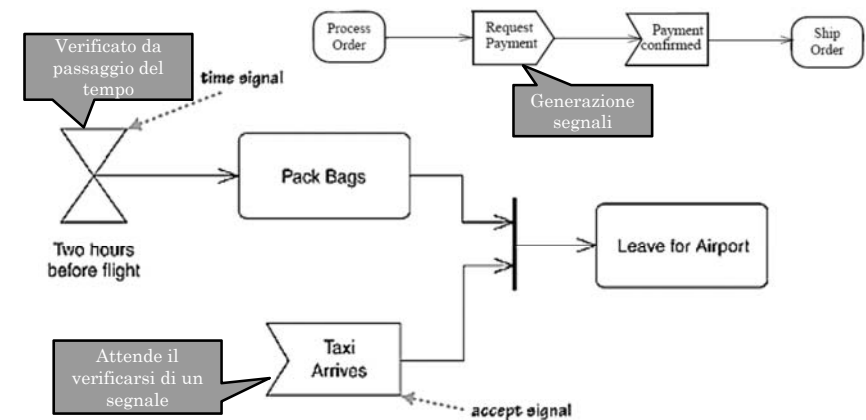 Verificato da
passaggio del
tempo
time signal
Process
Order
Request
Payment
Payment
confirmed
Ship
Order
Generazione
segnali
Pack Bags
Two hours
before flight
Leave for Airport
Attende il
verificarsi di un
segnale
Taxi
Arrives
accept signal